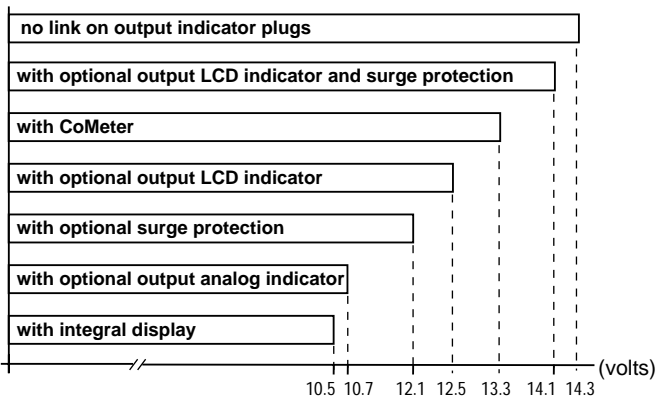 no link on output indicator plugs
with optional output LCD indicator and surge protection
with CoMeter
with optional output LCD indicator
with optional surge protection
with optional output analog indicator
with integral display
(volts)
10.5 10.7 12.1 12.5 13.3 14.1 14.3